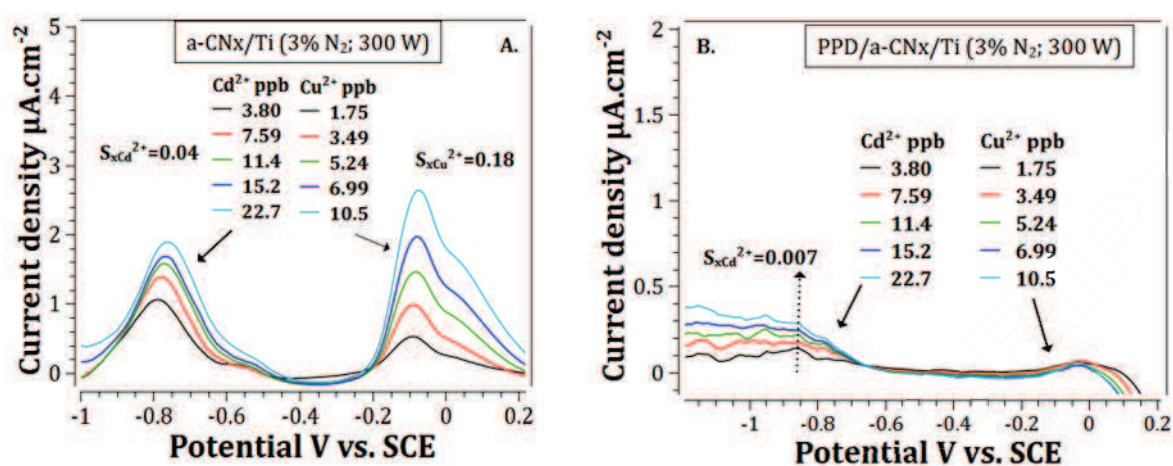 5
4
3
2
1
0
Current density µA.cm⁻²
a-CNx/Ti (3% N₂; 300 W)
A.
Cd²⁺ ppb Cu²⁺ ppb
3.80 1.75
7.59 3.49
11.4 5.24
15.2 6.99
22.7 10.5
SxCd²⁺=0.04
SxCu²⁺=0.18
-1 -0.8 -0.6 -0.4 -0.2 0 0.2
Potential V vs. SCE
2
1.5
1
0.5
0
Current density µA.cm⁻²
B.
PPD/a-CNx/Ti (3% N₂; 300 W)
Cd²⁺ ppb Cu²⁺ ppb
3.80 1.75
7.59 3.49
11.4 5.24
15.2 6.99
22.7 10.5
SxCd²⁺=0.007
-1 -0.8 -0.6 -0.4 -0.2 0 0.2
Potential V vs. SCE